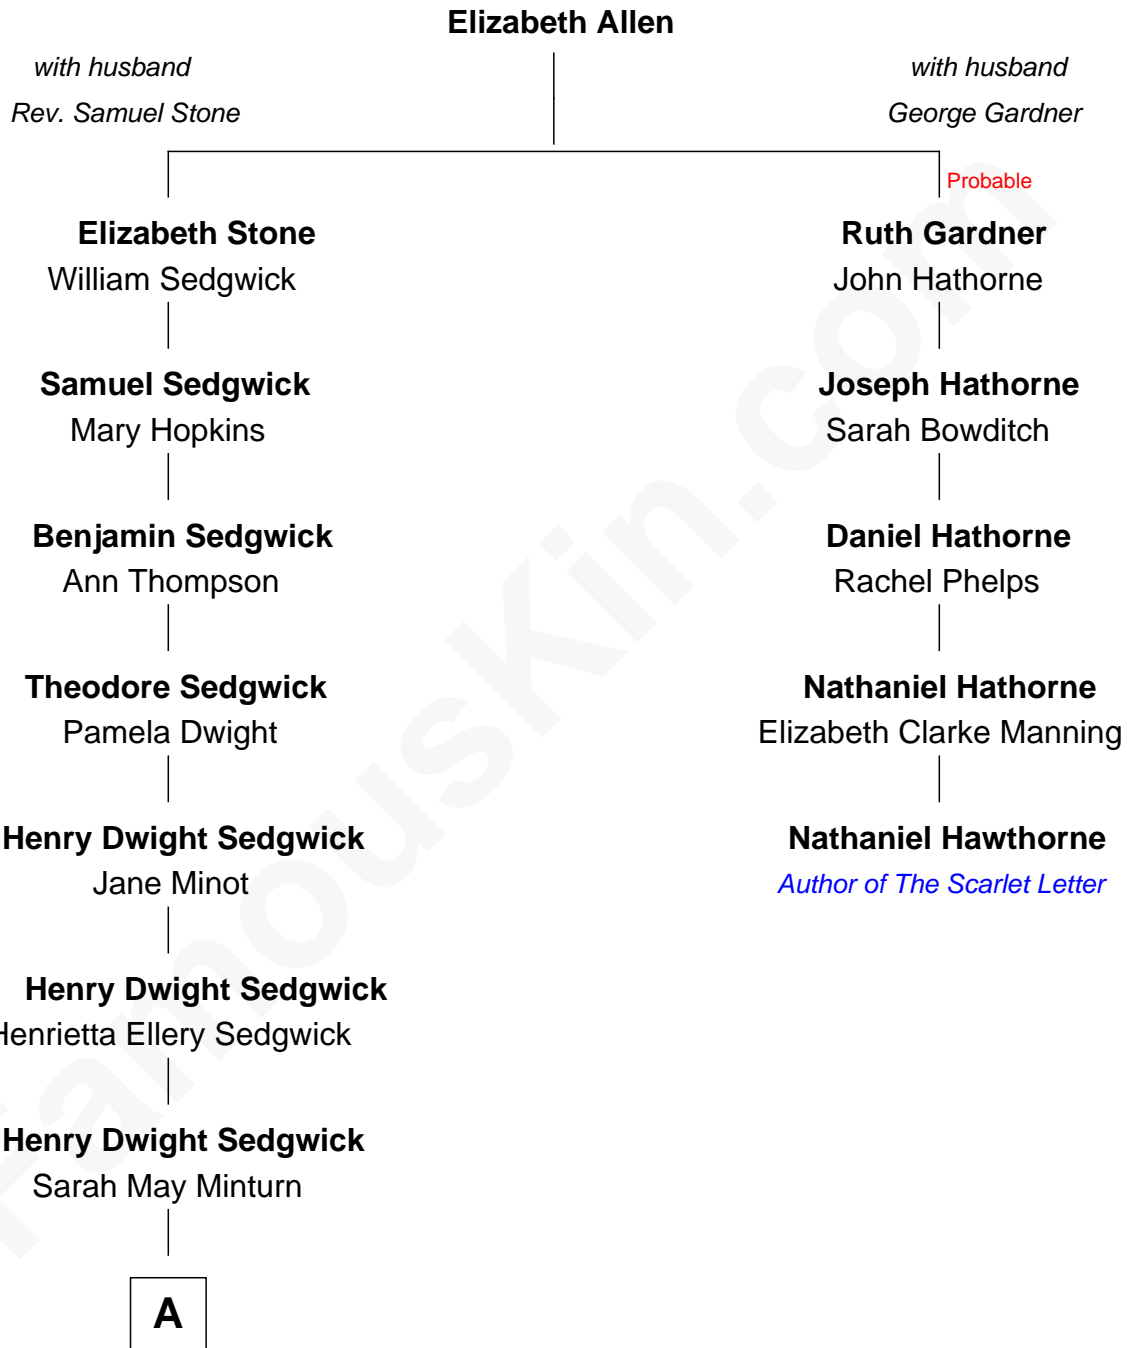 Elizabeth Allen
with husband
Rev. Samuel Stone
with husband
George Gardner
Probable
Elizabeth Stone
William Sedgwick
Ruth Gardner
John Hathorne
Samuel Sedgwick
Mary Hopkins
Joseph Hathorne
Sarah Bowditch
Benjamin Sedgwick
Ann Thompson
Daniel Hathorne
Rachel Phelps
Theodore Sedgwick
Pamela Dwight
Nathaniel Hathorne
Elizabeth Clarke Manning
Henry Dwight Sedgwick
Jane Minot
Nathaniel Hawthorne
Author of The Scarlet Letter
Henry Dwight Sedgwick
Henrietta Ellery Sedgwick
Henry Dwight Sedgwick
Sarah May Minturn
A
FamousKin.com